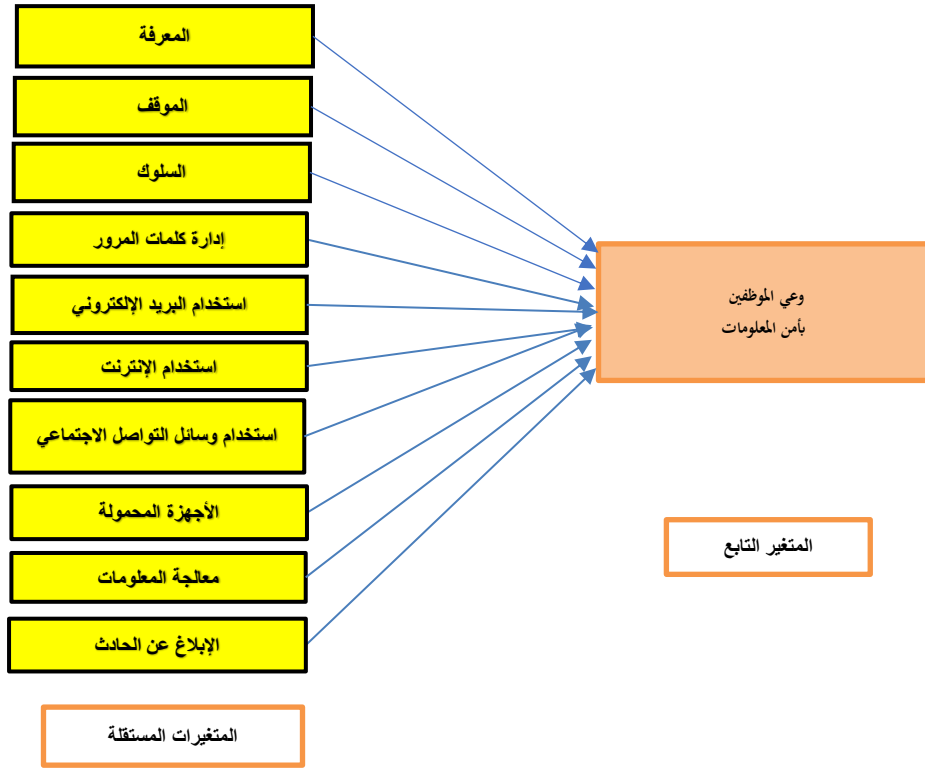 المعرفة
الموقف
السلوك
إدارة كلمات المرور
استخدام البريد الإلكتروني
استخدام الإنترنت
استخدام وسائل التواصل الاجتماعي
الأجهزة المحمولة
معالجة المعلومات
الإبلاغ عن الحادث
المتغيرات المستقلة
وعي الموظفين
بأمن المعلومات
المتغير التابع